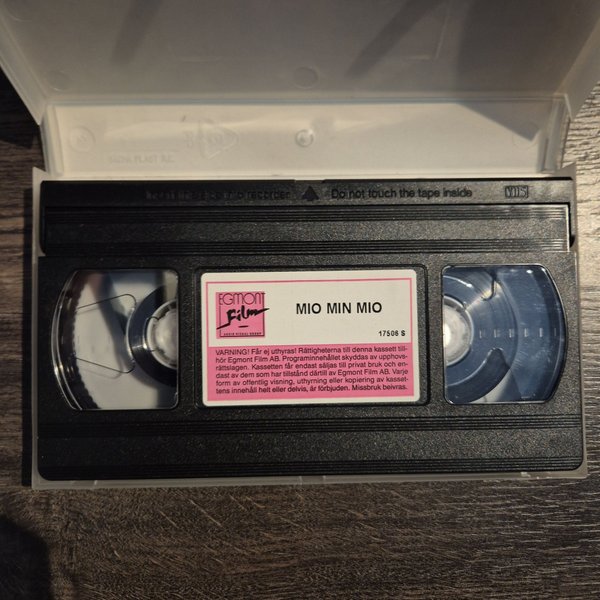 Do not touch the tape inside
VHS
EGMONT
Film
MIO MIN MIO
17506 S
VARNING! Får ej uthyras! Rättigheterna till denna kassett till-
hör Egmont Film AB. Programinnehållet skyddas av upphovs-
rättslagen. Kassetten får endast säljas till privat bruk och en-
dast av dem som har tillstånd därtill av Egmont Film AB. Varje
form av offentlig visning, uthyrning eller kopiering av kasset-
tens innehåll helt eller delvis, är förbjuden. Missbruk beivras.